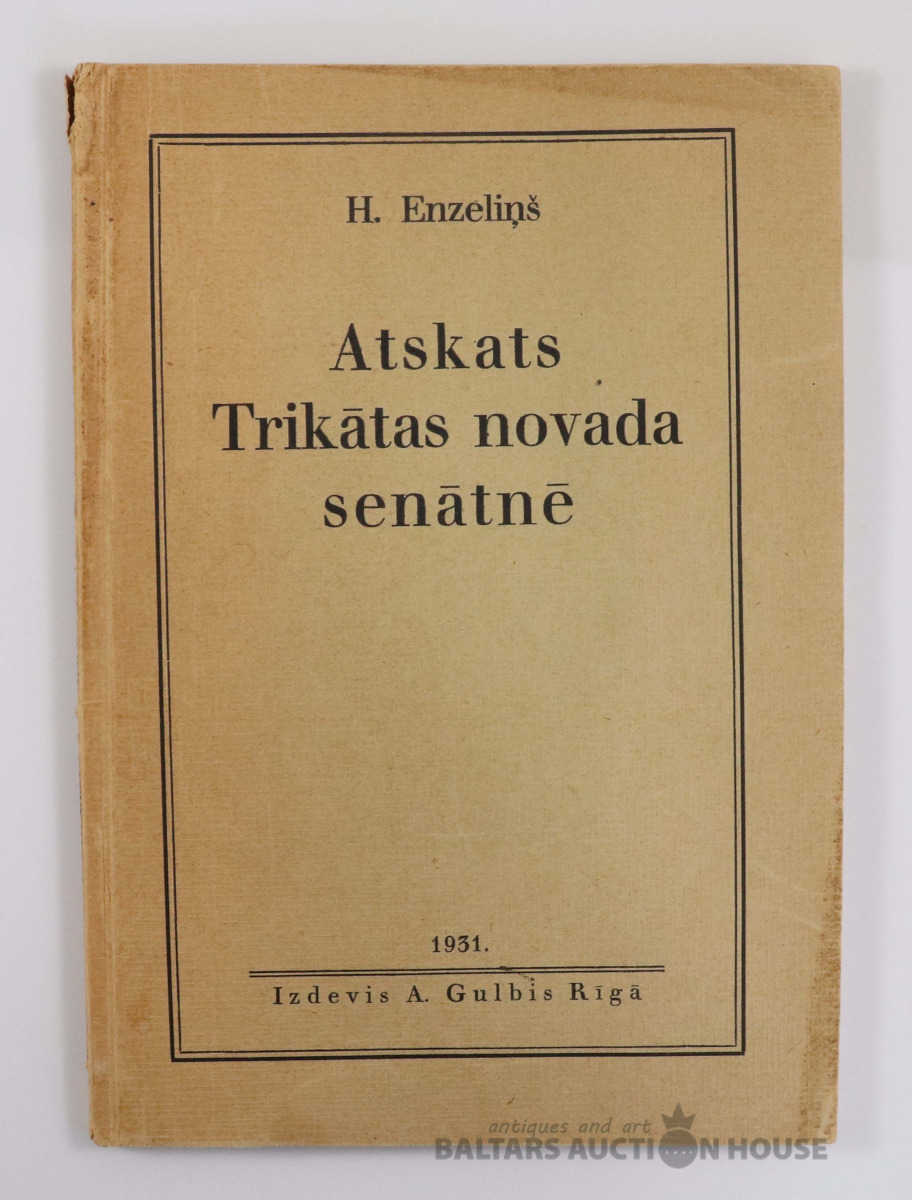 H. Enzeliņš
Atskats
Trikātas novada
senātnē
1931.
Izdevis A. Gulbis Rīgā
antiques and art
BALTARS AUCTION HOUSE